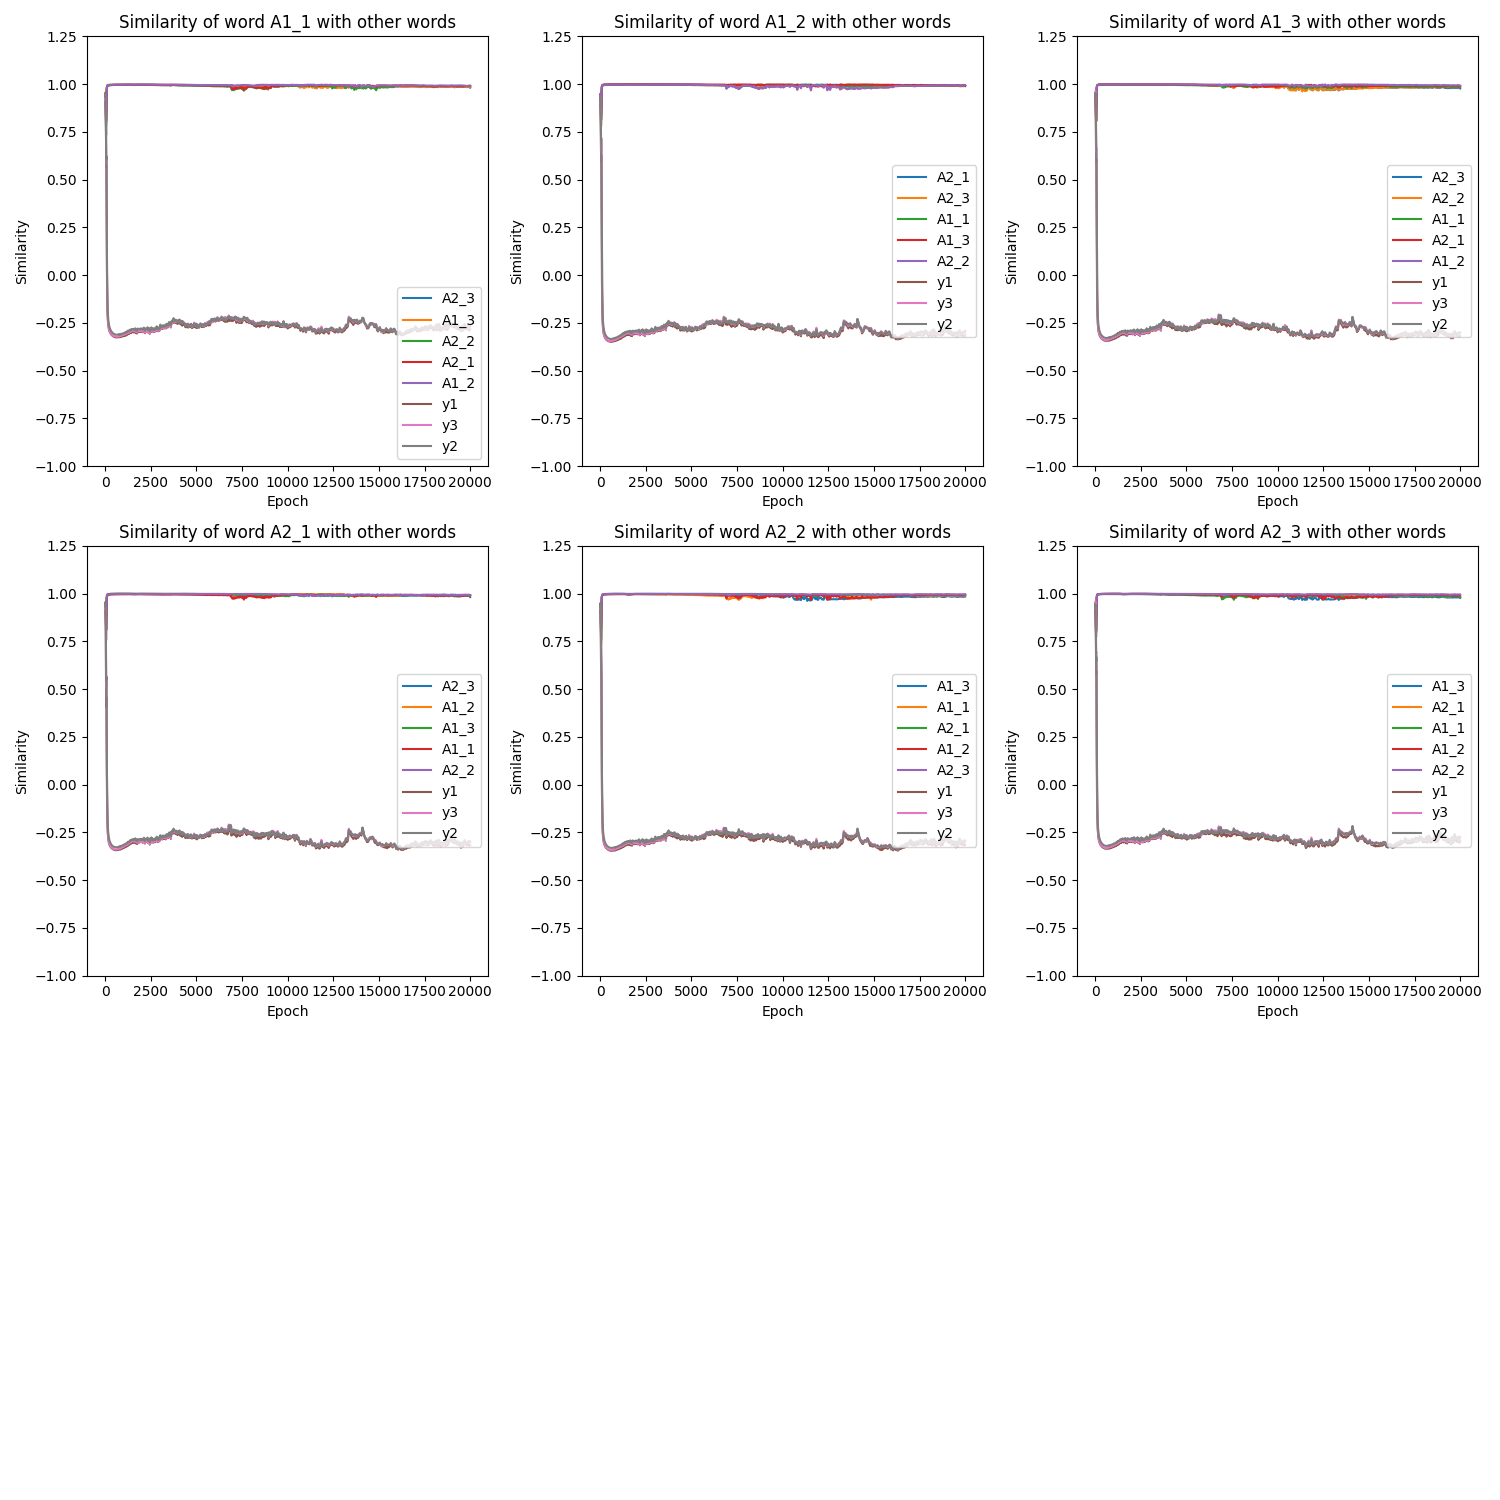 Similarity of word A1_1 with other words
1.25
1.00
0.75
0.50
0.25
0.00
−0.25
−0.50
−0.75
−1.00
Similarity
A2_3
A1_3
A2_2
A2_1
A1_2
y1
y3
y2
0 2500 5000 7500 10000 12500 15000 17500 20000
Epoch
Similarity of word A1_2 with other words
1.25
1.00
0.75
0.50
0.25
0.00
−0.25
−0.50
−0.75
−1.00
Similarity
A2_1
A2_3
A1_1
A1_3
A2_2
y1
y3
y2
0 2500 5000 7500 10000 12500 15000 17500 20000
Epoch
Similarity of word A1_3 with other words
1.25
1.00
0.75
0.50
0.25
0.00
−0.25
−0.50
−0.75
−1.00
Similarity
A2_3
A2_2
A1_1
A2_1
A1_2
y1
y3
y2
0 2500 5000 7500 10000 12500 15000 17500 20000
Epoch
Similarity of word A2_1 with other words
1.25
1.00
0.75
0.50
0.25
0.00
−0.25
−0.50
−0.75
−1.00
Similarity
A2_3
A1_2
A1_3
A1_1
A2_2
y1
y3
y2
0 2500 5000 7500 10000 12500 15000 17500 20000
Epoch
Similarity of word A2_2 with other words
1.25
1.00
0.75
0.50
0.25
0.00
−0.25
−0.50
−0.75
−1.00
Similarity
A1_3
A1_1
A2_1
A1_2
A2_3
y1
y3
y2
0 2500 5000 7500 10000 12500 15000 17500 20000
Epoch
Similarity of word A2_3 with other words
1.25
1.00
0.75
0.50
0.25
0.00
−0.25
−0.50
−0.75
−1.00
Similarity
A1_3
A2_1
A1_1
A1_2
A2_2
y1
y3
y2
0 2500 5000 7500 10000 12500 15000 17500 20000
Epoch